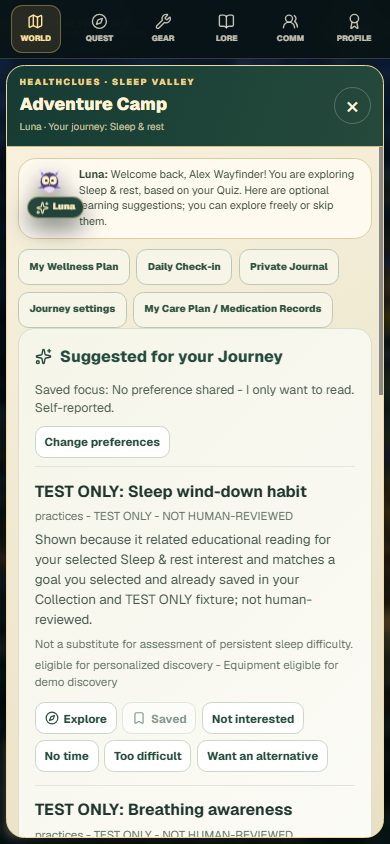 WORLD
QUEST
GEAR
LORE
COMM
PROFILE
HEALTHCLUES · SLEEP VALLEY
Adventure Camp
Luna · Your journey: Sleep & rest
Luna: Welcome back, Alex Wayfinder! You are exploring
Sleep & rest, based on your Quiz. Here are optional
earning suggestions; you can explore freely or skip
them.
Luna
My Wellness Plan
Daily Check-in
Private Journal
Journey settings
My Care Plan / Medication Records
Suggested for your Journey
Saved focus: No preference shared - I only want to read.
Self-reported.
Change preferences
TEST ONLY: Sleep wind-down habit
practices - TEST ONLY - NOT HUMAN-REVIEWED
Shown because it related educational reading for
your selected Sleep & rest interest and matches a
goal you selected and already saved in your
Collection and TEST ONLY fixture; not human-
reviewed.
Not a substitute for assessment of persistent sleep difficulty.
eligible for personalized discovery - Equipment eligible for
demo discovery
Explore
Saved
Not interested
No time
Too difficult
Want an alternative
TEST ONLY: Breathing awareness
practices - TEST ONLY - NOT HUMAN-REVIEWED